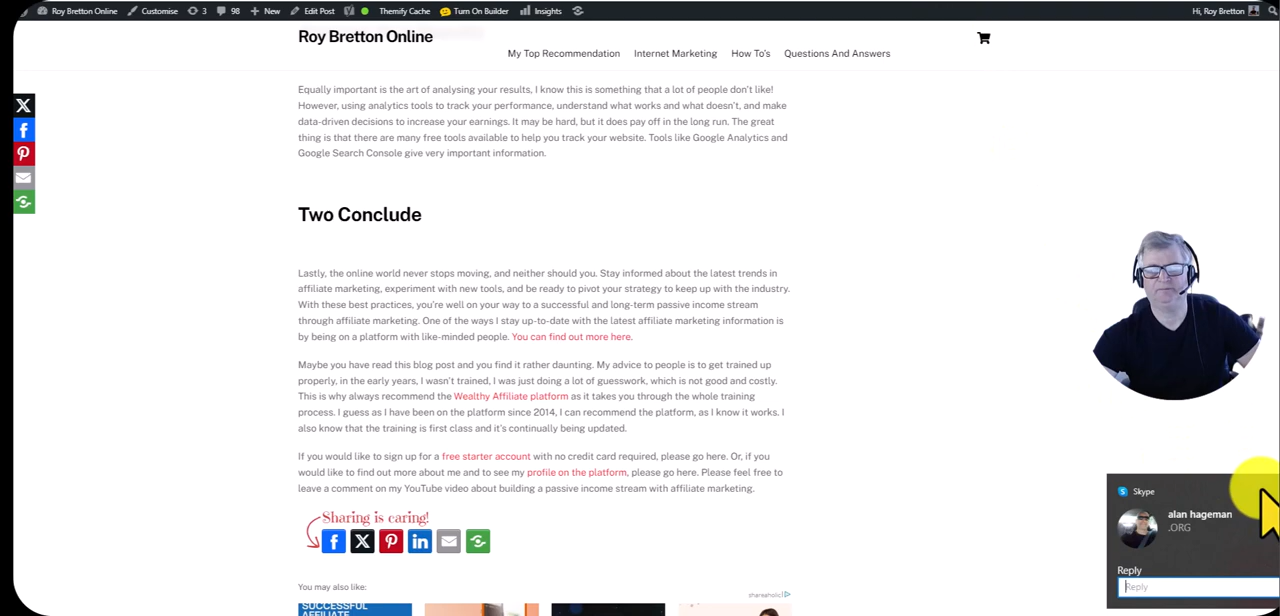 Roy Bretton Online Customise 3 98 New Edit Post Themify Cache Turn On Builder Insights Hi, Roy Bretton
Roy Bretton Online
My Top Recommendation Internet Marketing How To's Questions And Answers
Equally important is the art of analysing your results, I know this is something that a lot of people don't like!
However, using analytics tools to track your performance, understand what works and what doesn't, and make
data-driven decisions to increase your earnings. It may be hard, but it does pay off in the long run. The great
thing is that there are many free tools available to help you track your website. Tools like Google Analytics and
Google Search Console give very important information.
Two Conclude
Lastly, the online world never stops moving, and neither should you. Stay informed about the latest trends in
affiliate marketing, experiment with new tools, and be ready to pivot your strategy to keep up with the industry.
With these best practices, you're well on your way to a successful and long-term passive income stream
through affiliate marketing. One of the ways I stay up-to-date with the latest affiliate marketing information is
by being on a platform with like-minded people. You can find out more here.
Maybe you have read this blog post and you find it rather daunting. My advice to people is to get trained up
properly, in the early years, I wasn't trained, I was just doing a lot of guesswork, which is not good and costly.
This is why always recommend the Wealthy Affiliate platform as it takes you through the whole training
process. I guess as I have been on the platform since 2014, I can recommend the platform, as I know it works. I
also know that the training is first class and it's continually being updated.
If you would like to sign up for a free starter account with no credit card required, please go here. Or, if you
would like to find out more about me and to see my profile on the platform, please go here. Please feel free to
leave a comment on my YouTube video about building a passive income stream with affiliate marketing.
Sharing is caring!
You may also like:
shareaholic
SUCCESSFUL
AFFILIATE
Skype
alan hageman
.ORG
Reply
Reply